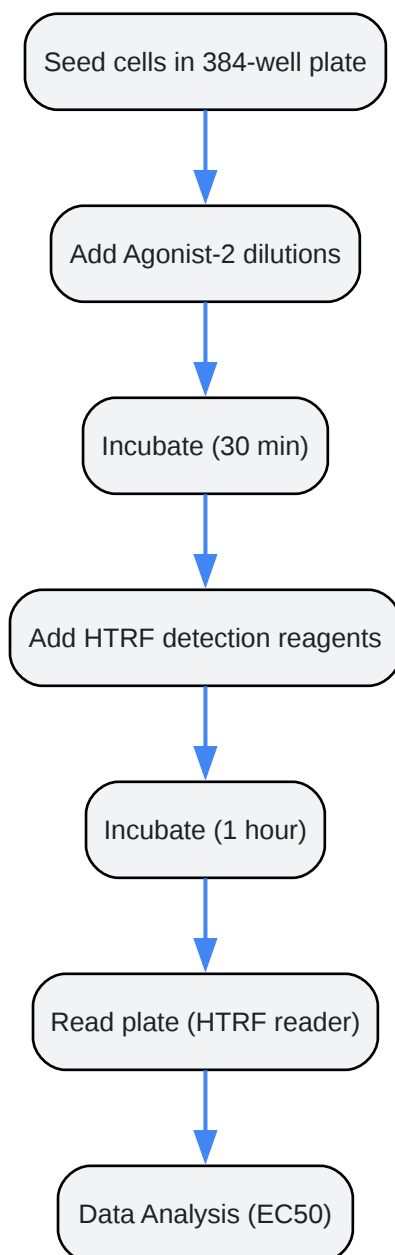 Seed cells in 384-well plate
Add Agonist-2 dilutions
Incubate (30 min)
Add HTRF detection reagents
Incubate (1 hour)
Read plate (HTRF reader)
Data Analysis (EC50)